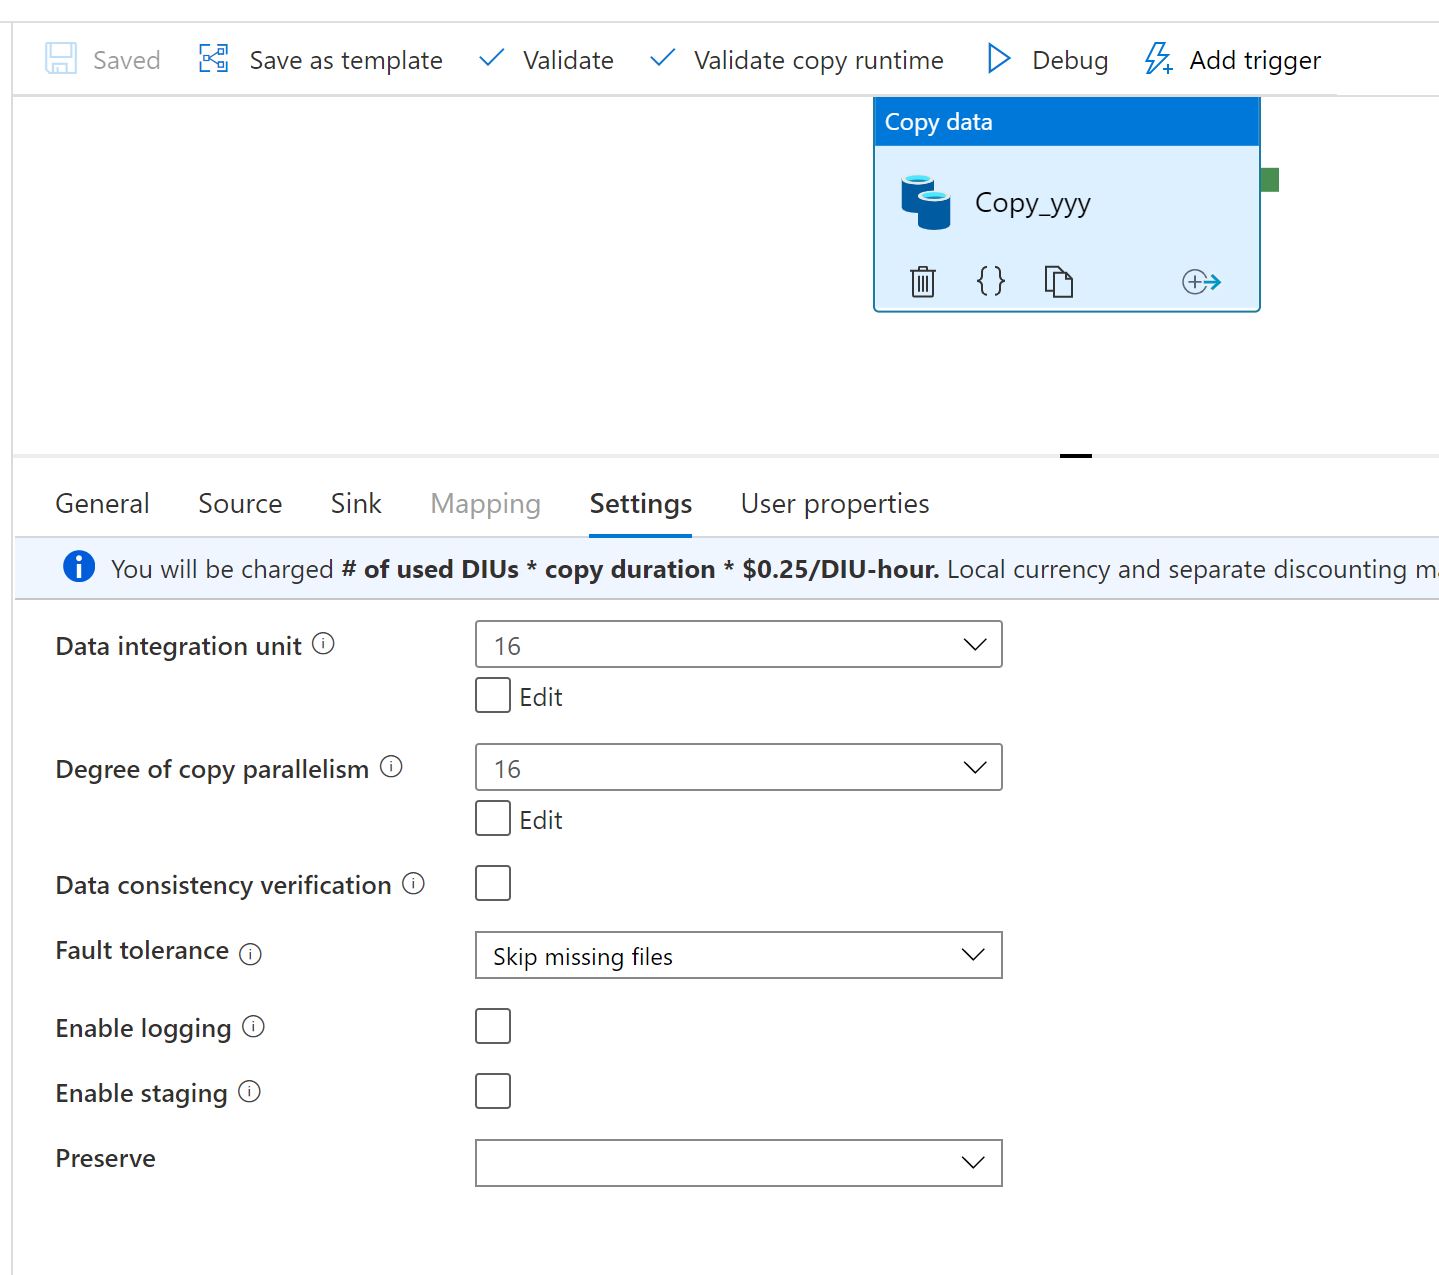 Saved Save as template Validate Validate copy runtime Debug Add trigger
Copy data
Copy_yyy
General Source Sink Mapping Settings User properties
You will be charged # of used DIUs * copy duration * $0.25/DIU-hour. Local currency and separate discounting
Data integration unit 16
Edit
Degree of copy parallelism 16
Edit
Data consistency verification
Fault tolerance Skip missing files
Enable logging
Enable staging
Preserve